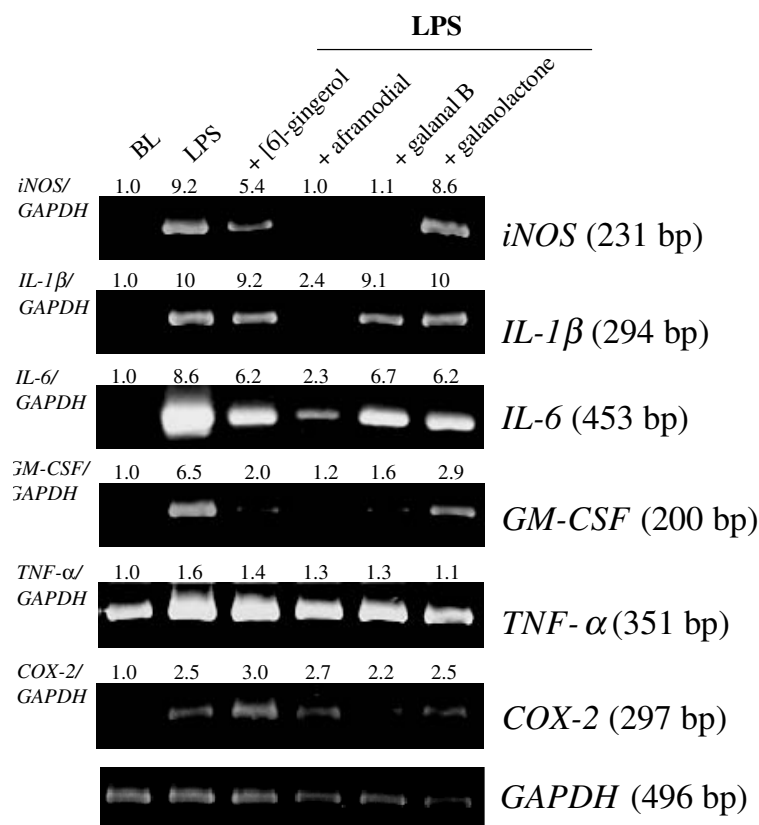 LPS
BL LPS + [6]-gingerol + aframodial + galanal B + galanolactone
iNOS/ 1.0 9.2 5.4 1.0 1.1 8.6
GAPDH
iNOS (231 bp)
IL-1β/ 1.0 10 9.2 2.4 9.1 10
GAPDH
IL-1β (294 bp)
IL-6/ 1.0 8.6 6.2 2.3 6.7 6.2
GAPDH
IL-6 (453 bp)
GM-CSF/ 1.0 6.5 2.0 1.2 1.6 2.9
GAPDH
GM-CSF (200 bp)
TNF-α/ 1.0 1.6 1.4 1.3 1.3 1.1
GAPDH
TNF-α (351 bp)
COX-2/ 1.0 2.5 3.0 2.7 2.2 2.5
GAPDH
COX-2 (297 bp)
GAPDH (496 bp)